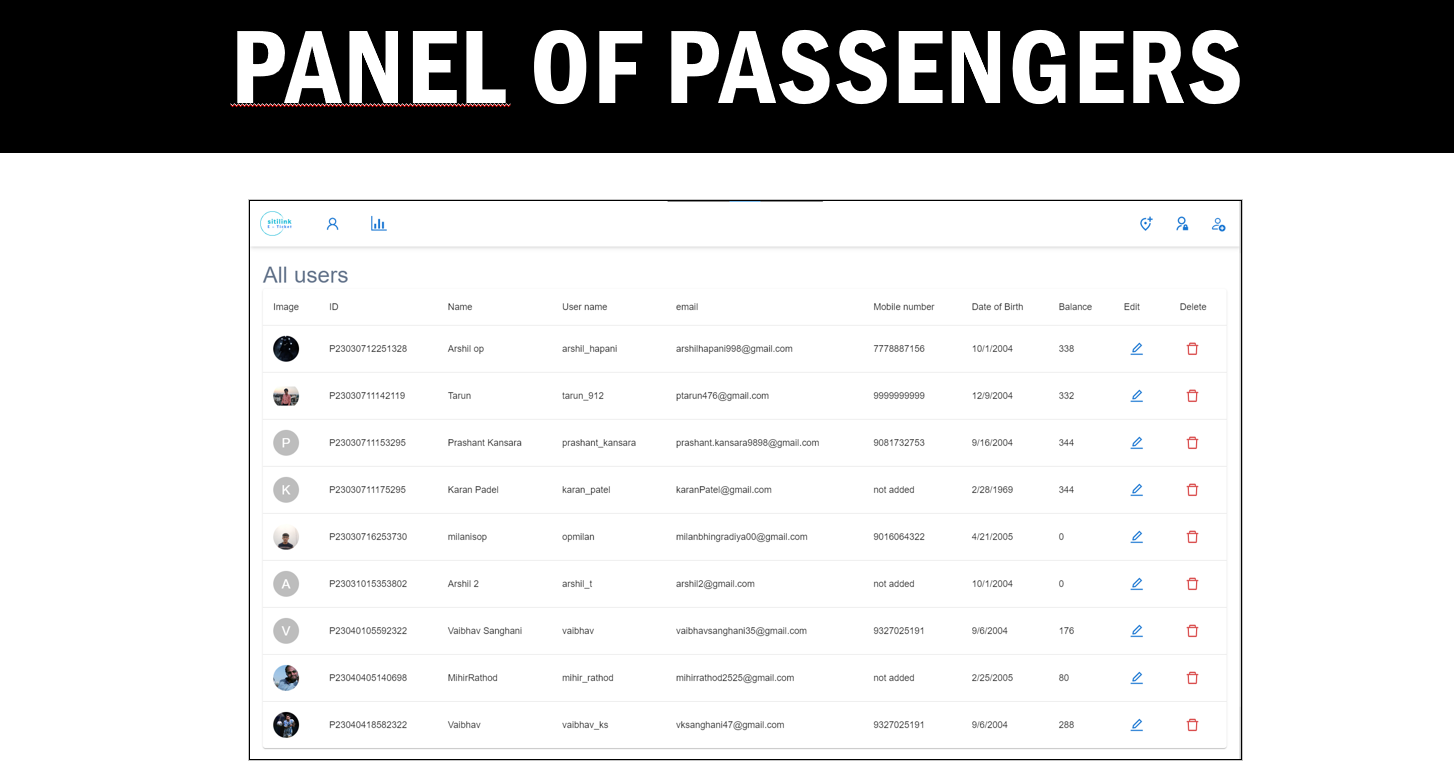 PANEL OF PASSENGERS
sitilink
E - Ticket
All users
Image ID Name User name email Mobile number Date of Birth Balance Edit Delete
P23030712251328 Arshil op arshil_hapani arshilhapani998@gmail.com 7778887156 10/1/2004 338
P23030711142119 Tarun tarun_912 ptarun476@gmail.com 9999999999 12/9/2004 332
P P23030711153295 Prashant Kansara prashant_kansara prashant.kansara9898@gmail.com 9081732753 9/16/2004 344
K P23030711175295 Karan Padel karan_patel karanPatel@gmail.com not added 2/28/1969 344
P23030716253730 milanisop opmilan milanbhingradiya00@gmail.com 9016064322 4/21/2005 0
A P23031015353802 Arshil 2 arshil_t arshil2@gmail.com not added 10/1/2004 0
V P23040105592322 Vaibhav Sanghani vaibhav vaibhavsanghani35@gmail.com 9327025191 9/6/2004 176
P23040405140698 MihirRathod mihir_rathod mihirrathod2525@gmail.com not added 2/25/2005 80
P23040418582322 Vaibhav vaibhav_ks vksanghani47@gmail.com 9327025191 9/6/2004 288